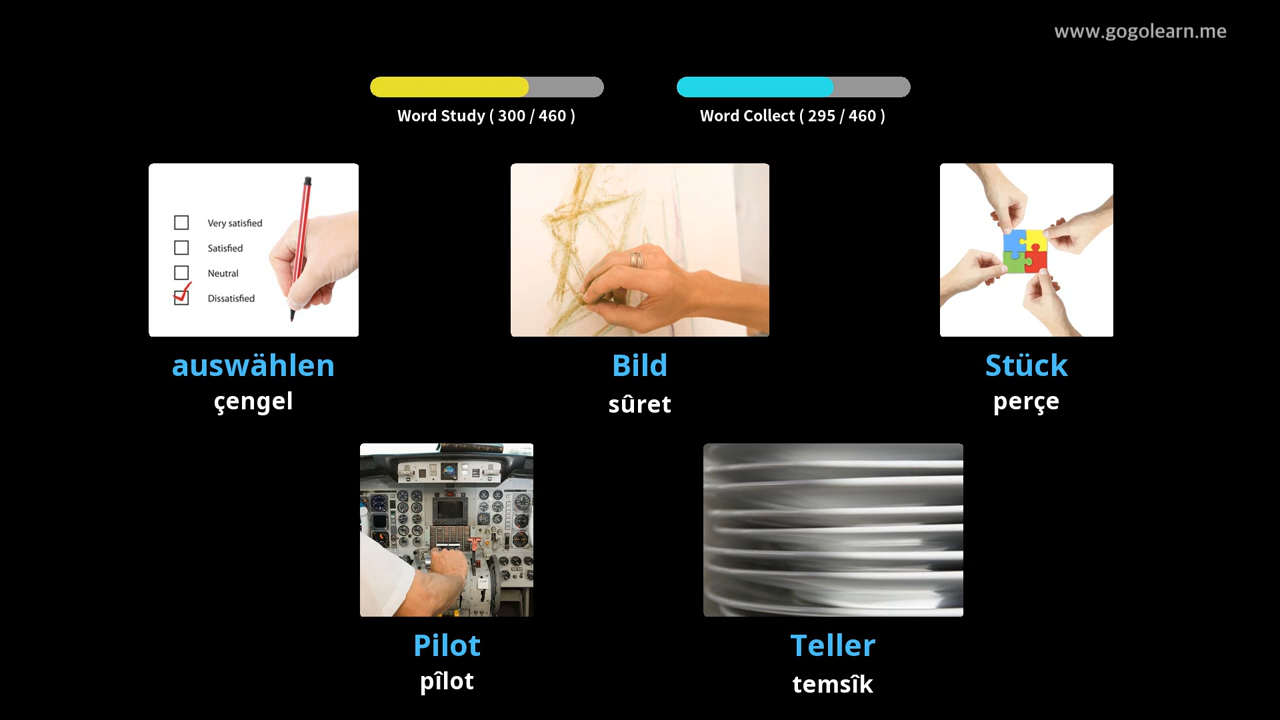 www.gogolearn.me
Word Study ( 300 / 460 )
Word Collect ( 295 / 460 )
Very satisfied
Satisfied
Neutral
Dissatisfied
auswählen
çengel
Bild
sûret
Stück
perçe
Pilot
pîlot
Teller
temsîk